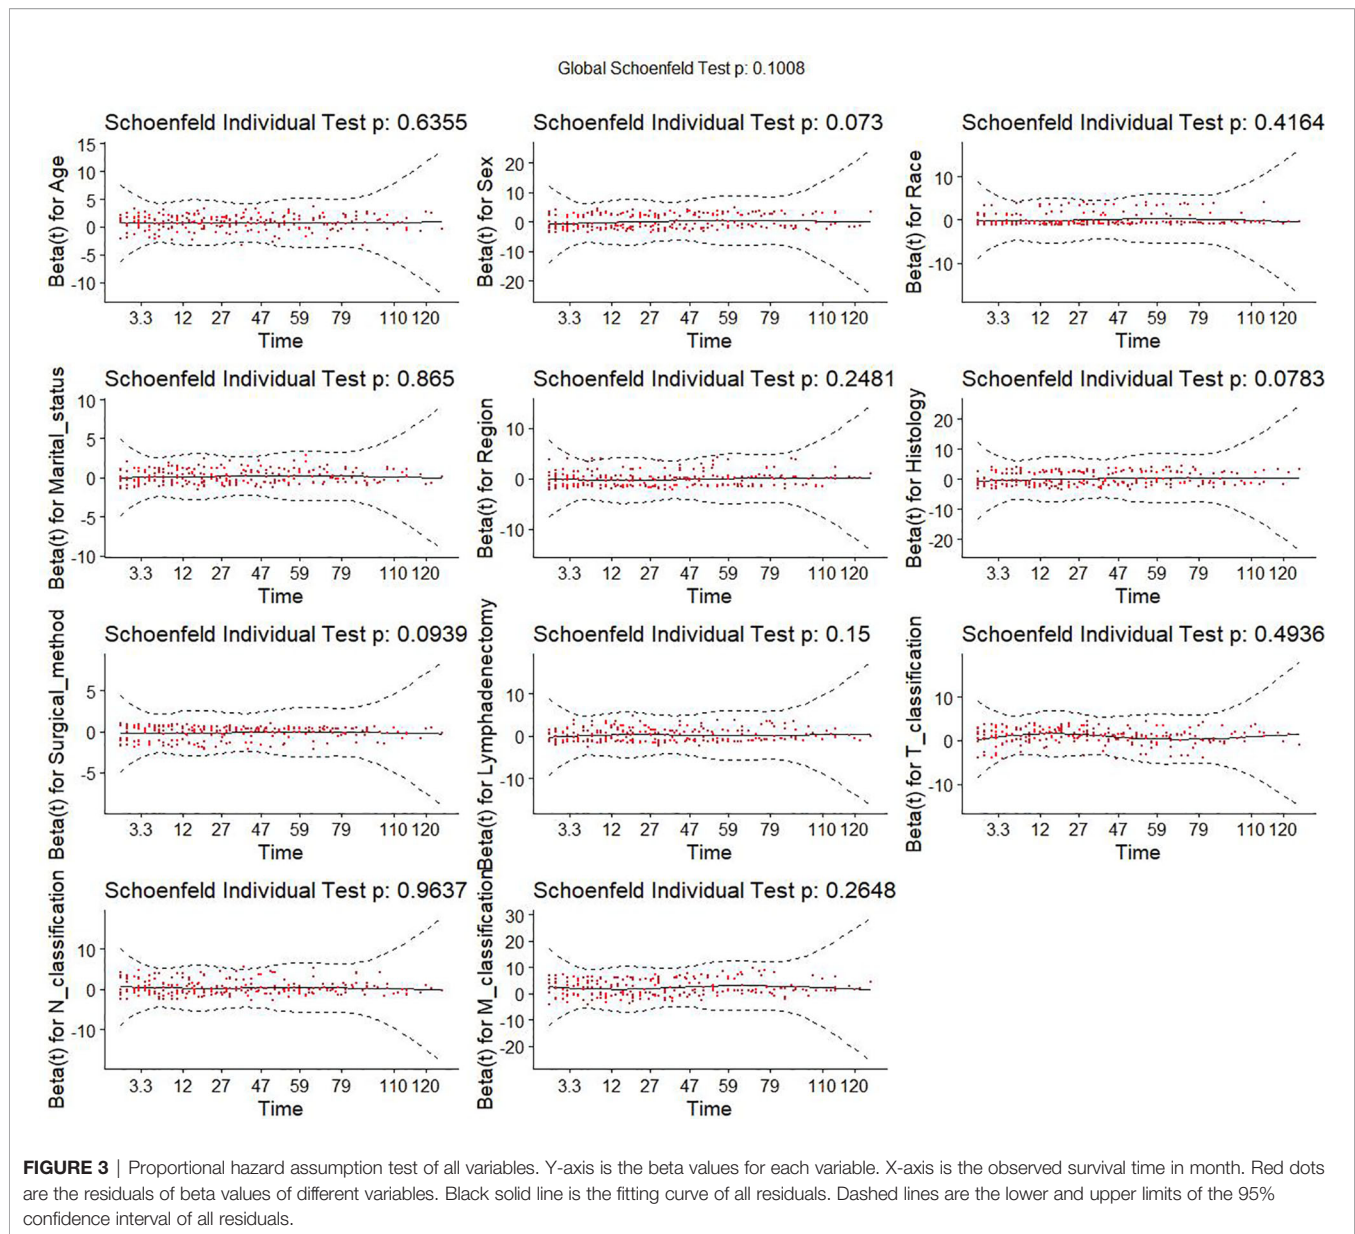 Global Schoenfeld Test p: 0.1008
Schoenfeld Individual Test p: 0.6355
Beta(t) for Age
15
10
5
0
-5
-10
3.3 12 27 47 59 79 110 120
Time
Schoenfeld Individual Test p: 0.073
Beta(t) for Sex
20
10
0
-10
-20
3.3 12 27 47 59 79 110 120
Time
Schoenfeld Individual Test p: 0.4164
Beta(t) for Race
10
0
-10
3.3 12 27 47 59 79 110 120
Time
Schoenfeld Individual Test p: 0.865
Beta(t) for Marital_status
10
5
0
-5
-10
3.3 12 27 47 59 79 110 120
Time
Schoenfeld Individual Test p: 0.2481
Beta(t) for Region
10
0
-10
3.3 12 27 47 59 79 110 120
Time
Schoenfeld Individual Test p: 0.0783
Beta(t) for Histology
20
10
0
-10
-20
3.3 12 27 47 59 79 110 120
Time
Schoenfeld Individual Test p: 0.0939
Beta(t) for Surgical_method
5
0
-5
3.3 12 27 47 59 79 110 120
Time
Schoenfeld Individual Test p: 0.15
Beta(t) for Lymphadenectomy
10
0
-10
3.3 12 27 47 59 79 110 120
Time
Schoenfeld Individual Test p: 0.4936
Beta(t) for T_classification
10
0
-10
3.3 12 27 47 59 79 110 120
Time
Schoenfeld Individual Test p: 0.9637
Beta(t) for N_classification
10
0
-10
3.3 12 27 47 59 79 110 120
Time
Schoenfeld Individual Test p: 0.2648
Beta(t) for M_classification
30
20
10
0
-10
-20
3.3 12 27 47 59 79 110 120
Time
FIGURE 3 | Proportional hazard assumption test of all variables. Y-axis is the beta values for each variable. X-axis is the observed survival time in month. Red dots
are the residuals of beta values of different variables. Black solid line is the fitting curve of all residuals. Dashed lines are the lower and upper limits of the 95%
confidence interval of all residuals.